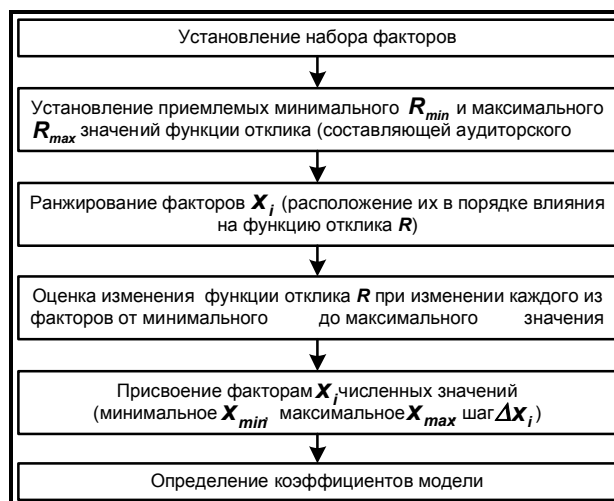 Установление набора факторов
Установление приемлемых минимального R_min и максимального
R_max значений функции отклика (составляющей аудиторского
Ранжирование факторов x_i (расположение их в порядке влияния
на функцию отклика R)
Оценка изменения функции отклика R при изменении каждого из
факторов от минимального до максимального значения
Присвоение факторам x_i численных значений
(минимальное x_min, максимальное x_max шаг Δx_i)
Определение коэффициентов модели